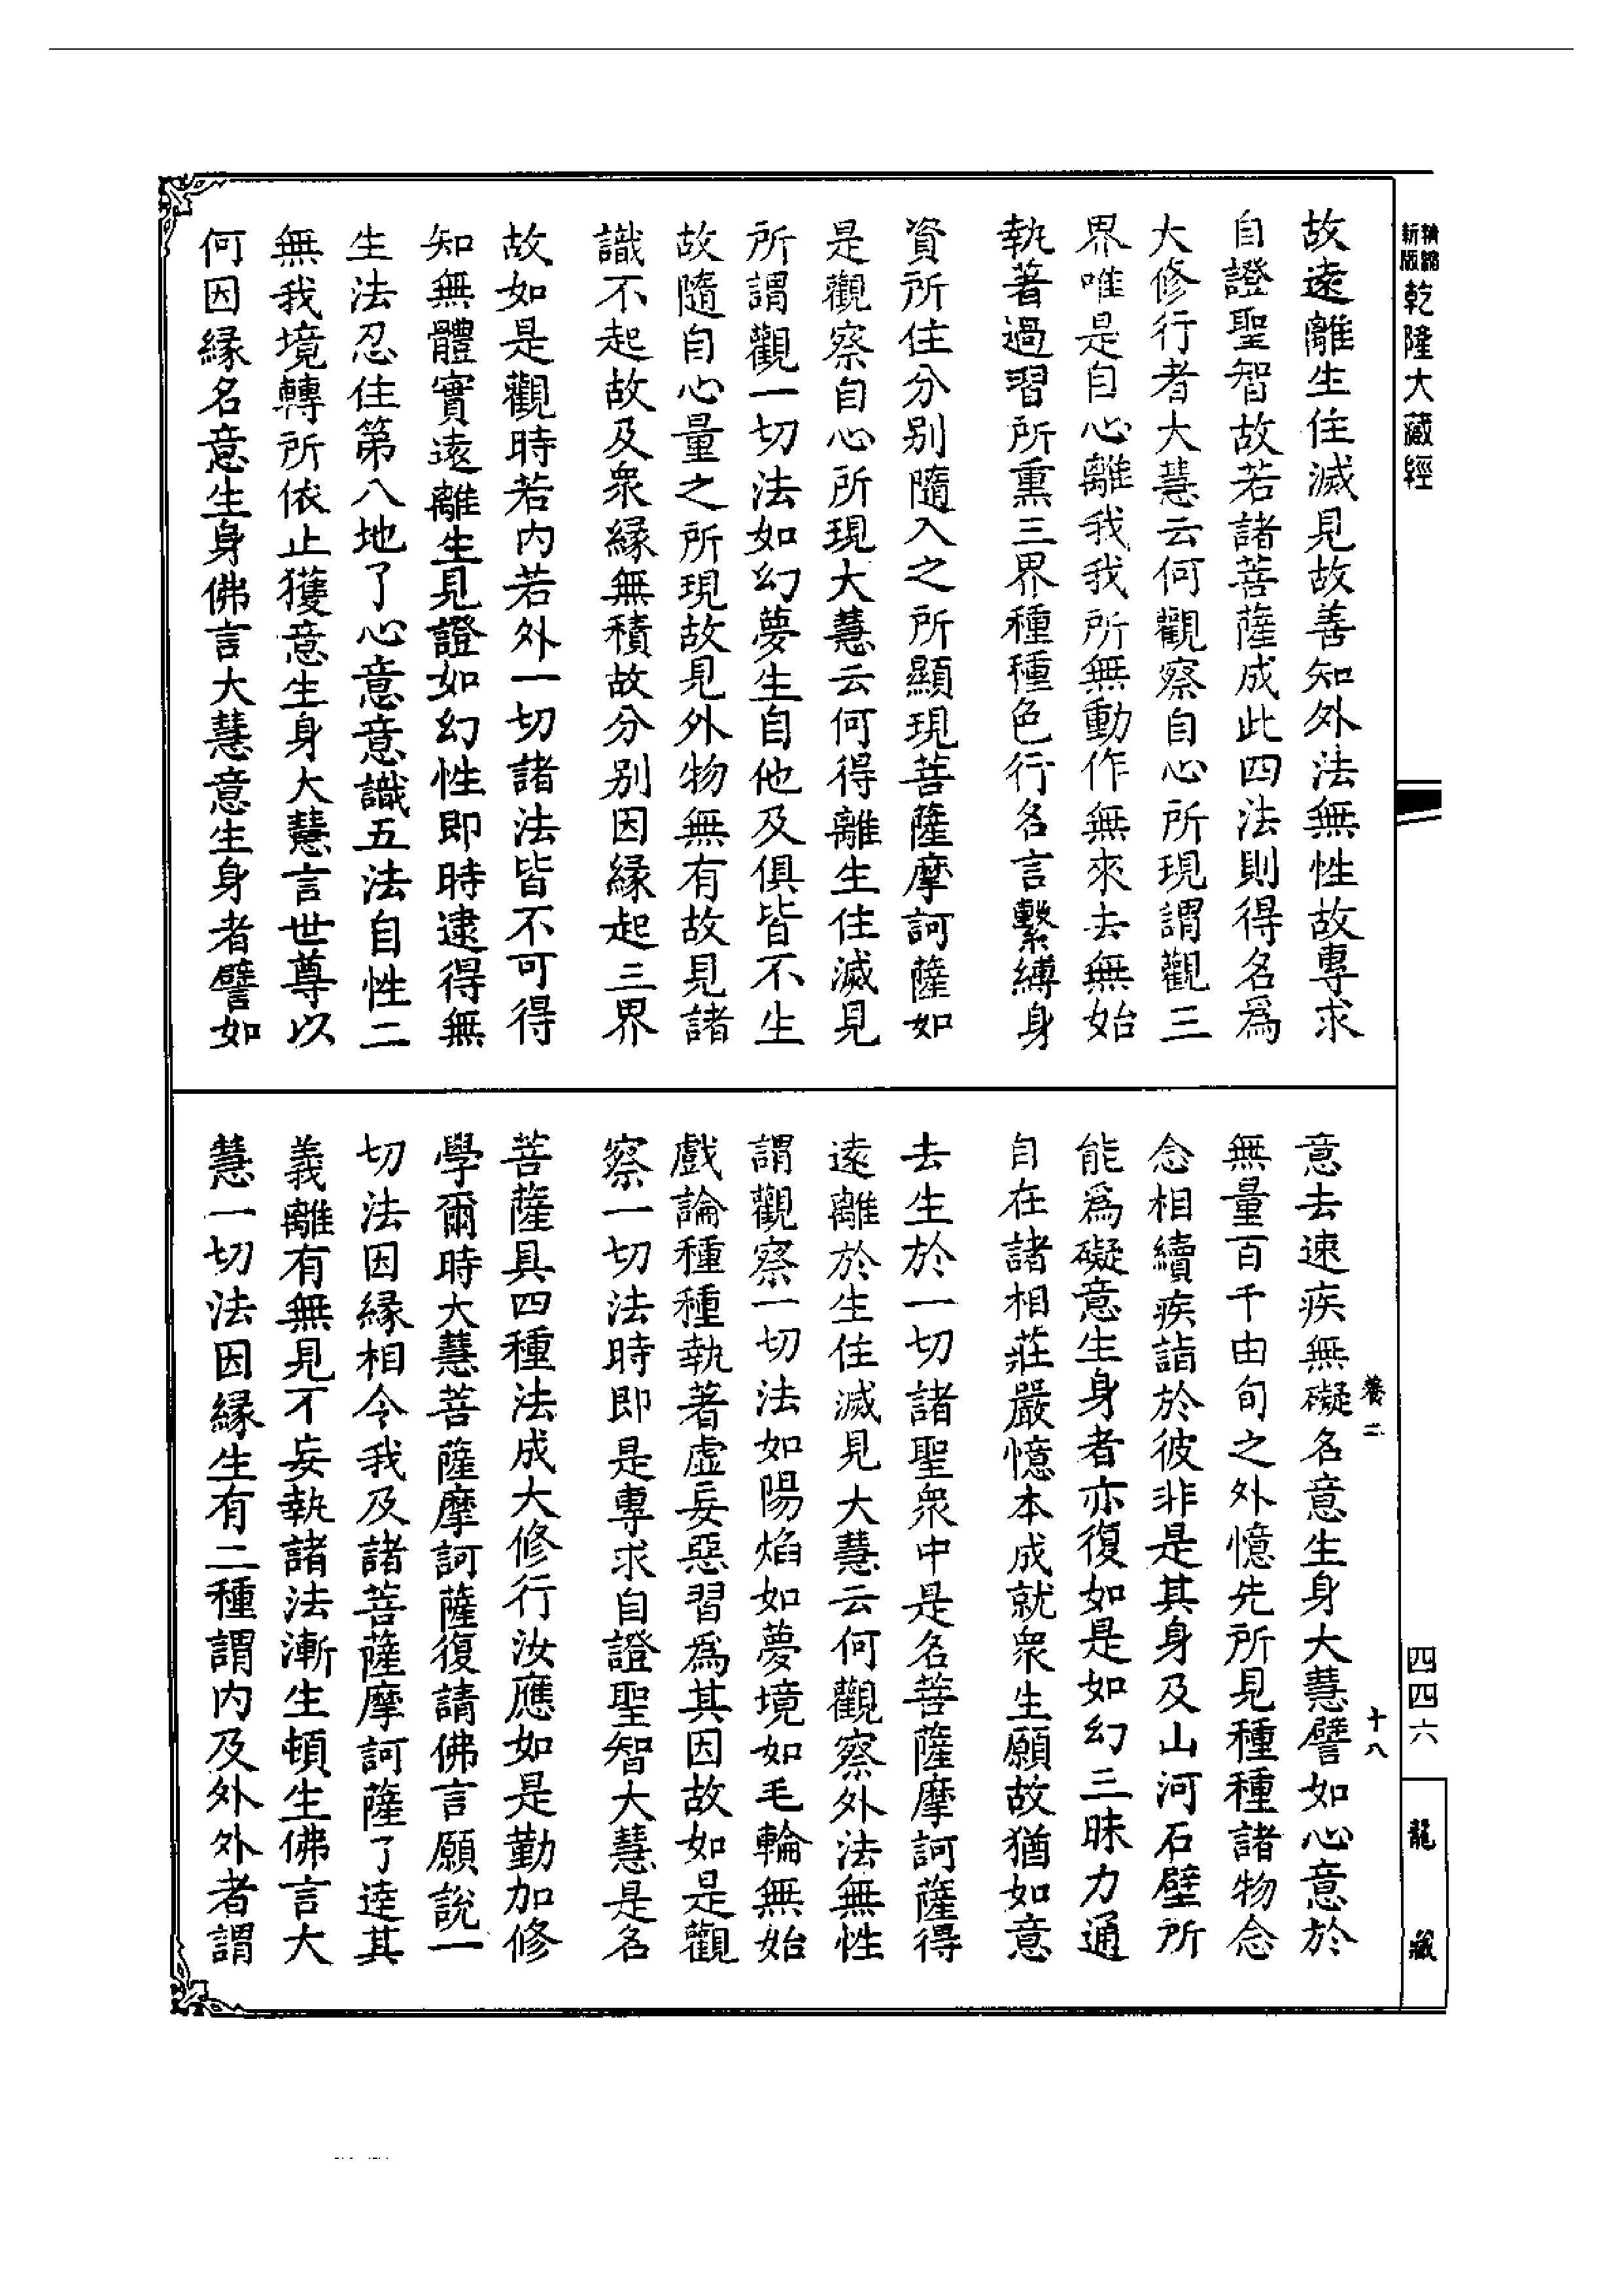 新版精縮
乾隆大藏經
故遠離生住滅見故善知外法無性故專求
自證聖智故若諸菩薩成此四法則得名爲
大修行者大慧云何觀察自心所現謂觀三
界唯是自心離我我所無動作無來去無始
執著過習所熏三界種種色行名言繫縛身
資所住分别隨入之所顯現菩薩摩訶薩如
是觀察自心所現大慧云何得離生住滅見
所謂觀一切法如幻夢生自他及俱皆不生
故隨自心量之所現故見外物無有故見諸
識不起故及衆緣無積故分别因緣起三界
故如是觀時若内若外一切諸法皆不可得
知無體實遠離生見證如幻性即時逮得無
生法忍住第八地了心意意識五法自性二
無我境轉所依止獲意生身大慧言世尊以
何因緣名意生身佛言大慧意生身者譬如
養二
十八
意去速疾無礙名意生身大慧譬如心意於
無量百千由旬之外憶先所見種種諸物念
念相續疾詣於彼非是其身及山河石壁所
能爲礙意生身者亦復如是如幻三昧力通
自在諸相莊嚴憶本成就衆生願故猶如意
去生於一切諸聖衆中是名菩薩摩訶薩得
遠離於生住滅見大慧云何觀察外法無性
謂觀察一切法如陽焰如夢境如毛輪無始
戲論種種執著虛妄惡習爲其因故如是觀
察一切法時即是專求自證聖智大慧是名
菩薩具四種法成大修行汝應如是勤加修
學爾時大慧菩薩摩訶薩復請佛言願說一
切法因緣相令我及諸菩薩摩訶薩了達其
義離有無見不妄執諸法漸生頓生佛言大
慧一切法因緣生有二種謂内及外外者謂
四四六
龍藏